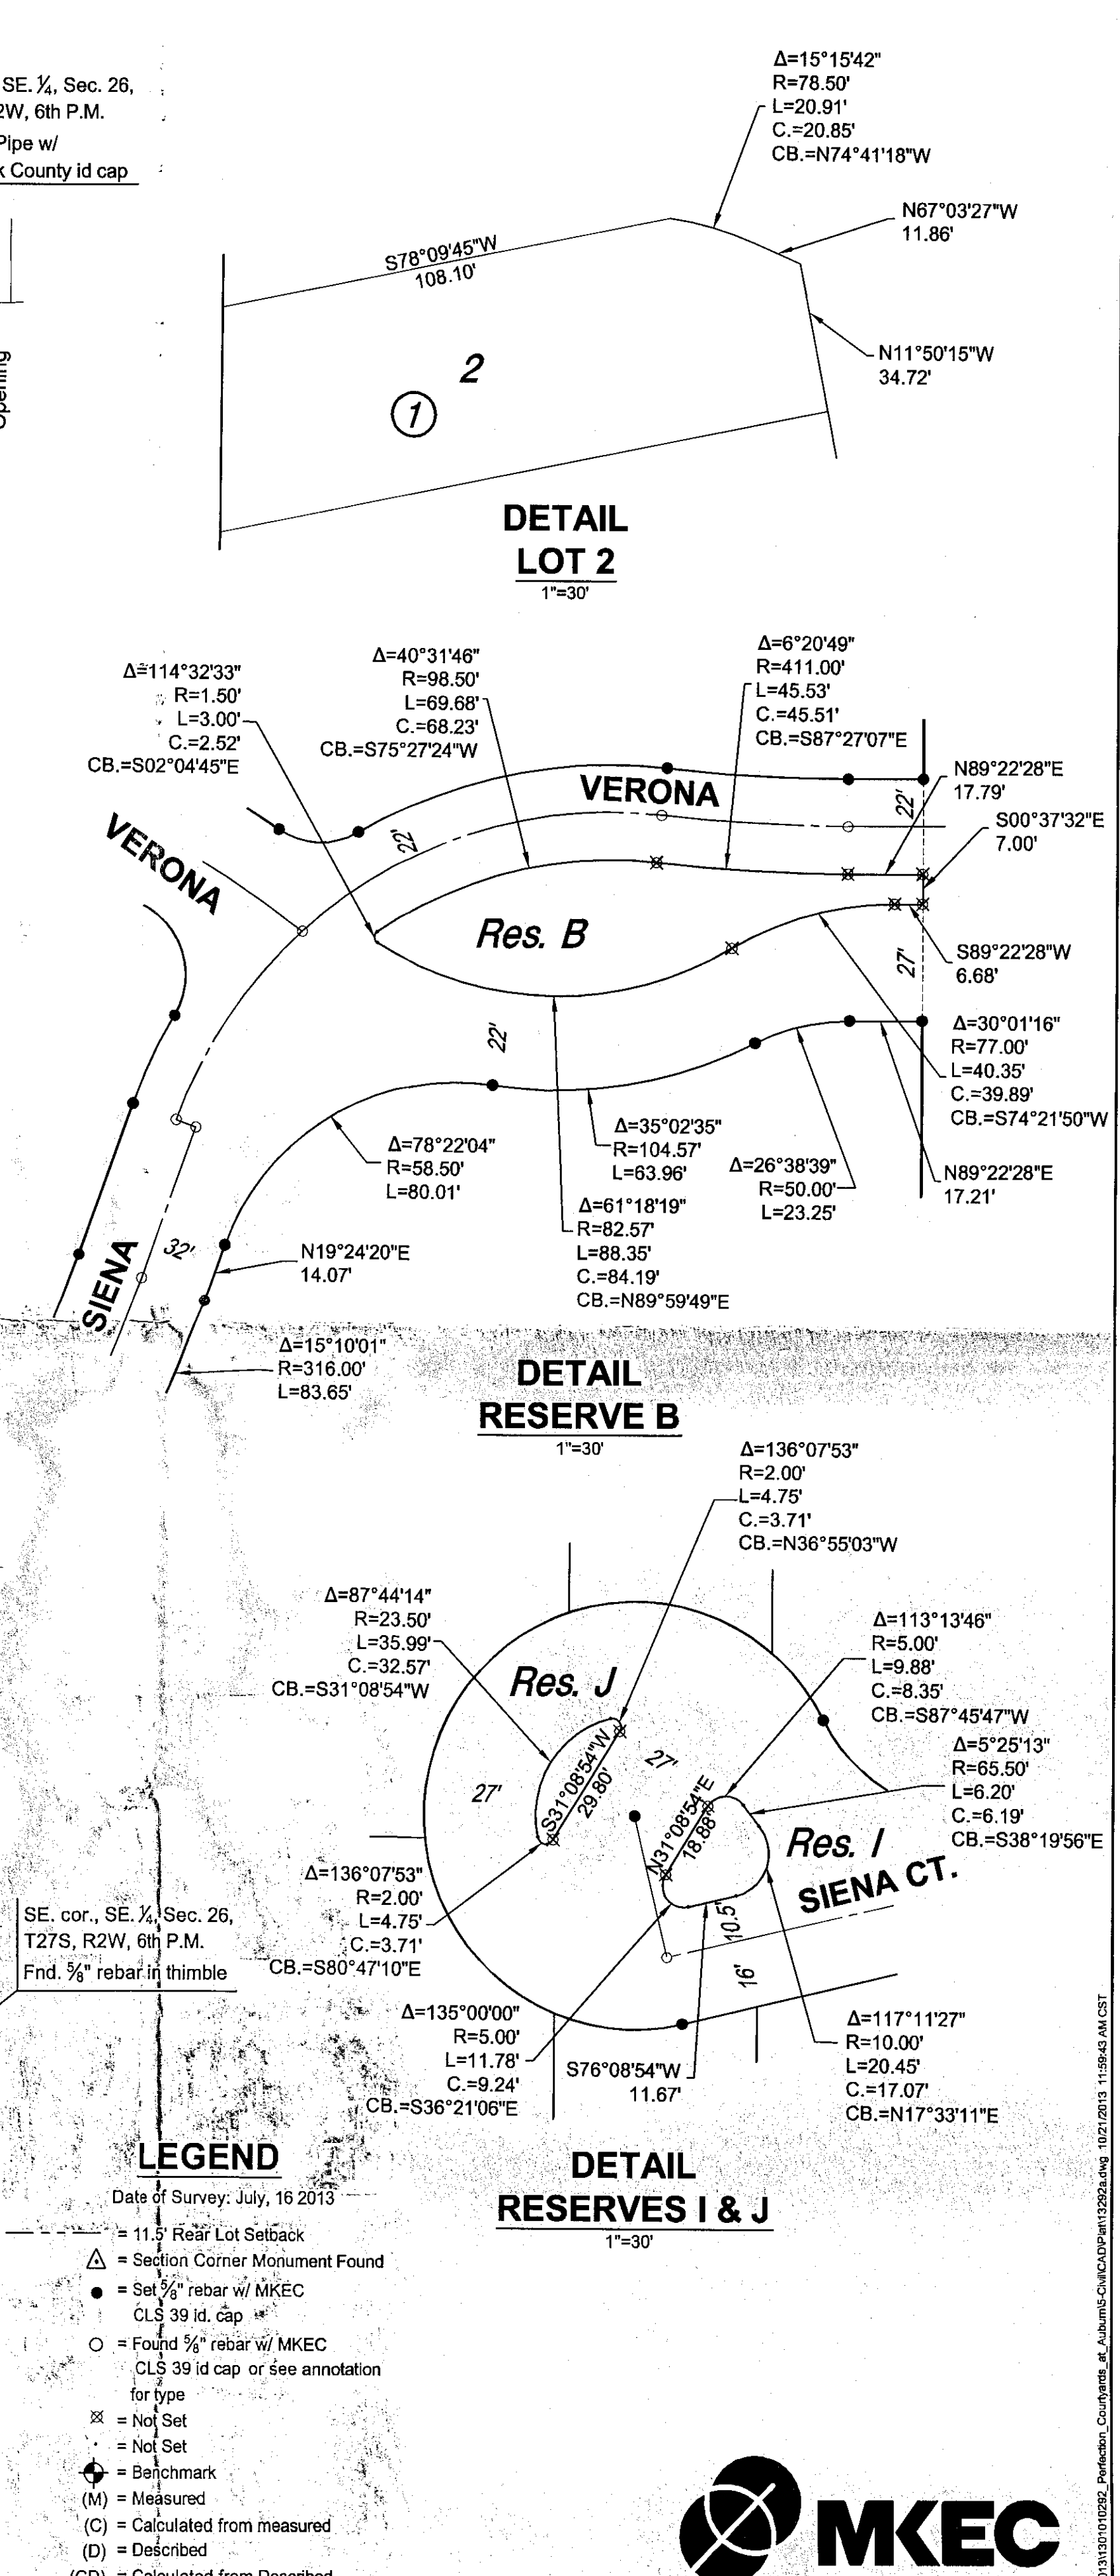 SE. ¼, Sec. 26,
2W, 6th P.M.
Pipe w/
k County id cap
Opening
Δ=15°15'42"
R=78.50'
L=20.91'
C.=20.85'
CB.=N74°41'18"W
N67°03'27"W
11.86'
S78°09'45"W
108.10'
N11°50'15"W
34.72'
2
1
DETAIL
LOT 2
1"=30'
Δ=114°32'33"
R=1.50'
L=3.00'
C.=2.52'
CB.=S02°04'45"E
Δ=40°31'46"
R=98.50'
L=69.68'
C.=68.23'
CB.=S75°27'24"W
Δ=6°20'49"
R=411.00'
L=45.53'
C.=45.51'
CB.=S87°27'07"E
N89°22'28"E
17.79'
S00°37'32"E
7.00'
VERONA
22'
VERONA
22'
Res. B
S89°22'28"W
6.68'
27'
22'
Δ=30°01'16"
R=77.00'
L=40.35'
C.=39.89'
CB.=S74°21'50"W
Δ=78°22'04"
R=58.50'
L=80.01'
Δ=35°02'35"
R=104.57'
L=63.96'
Δ=26°38'39"
R=50.00'
L=23.25'
N89°22'28"E
17.21'
Δ=61°18'19"
R=82.57'
L=88.35'
C.=84.19'
CB.=N89°59'49"E
SIENA
32'
N19°24'20"E
14.07'
Δ=15°10'01"
R=316.00'
L=83.65'
DETAIL
RESERVE B
1"=30'
Δ=136°07'53"
R=2.00'
L=4.75'
C.=3.71'
CB.=N36°55'03"W
Δ=87°44'14"
R=23.50'
L=35.99'
C.=32.57'
CB.=S31°08'54"W
Δ=113°13'46"
R=5.00'
L=9.88'
C.=8.35'
CB.=S87°45'47"W
Res. J
27'
S31°08'54"W
29.80'
27'
N31°08'54"E
18.88'
Δ=5°25'13"
R=65.50'
L=6.20'
C.=6.19'
CB.=S38°19'56"E
Res. I
SIENA CT.
10.5'
16'
Δ=136°07'53"
R=2.00'
L=4.75'
C.=3.71'
CB.=S80°47'10"E
SE. cor., SE. ¼, Sec. 26,
T27S, R2W, 6th P.M.
Fnd. ⅝" rebar in thimble
Δ=135°00'00"
R=5.00'
L=11.78'
C.=9.24'
CB.=S36°21'06"E
S76°08'54"W
11.67'
Δ=117°11'27"
R=10.00'
L=20.45'
C.=17.07'
CB.=N17°33'11"E
DETAIL
RESERVES I & J
1"=30'
LEGEND
Date of Survey: July, 16 2013
= 11.5' Rear Lot Setback
= Section Corner Monument Found
= Set ⅝" rebar w/ MKEC
CLS 39 id. cap
= Found ⅝" rebar w/ MKEC
CLS 39 id cap or see annotation
for type
= Not Set
= Not Set
= Benchmark
(M) = Measured
(C) = Calculated from measured
(D) = Described
(CD) = Calculated from Described
MKEC
13\1301010292_Perfection_Courtyards_at_Auburn\5-Civil\CAD\Plat\13292a.dwg 10/21/2013 11:59:43 AM CST